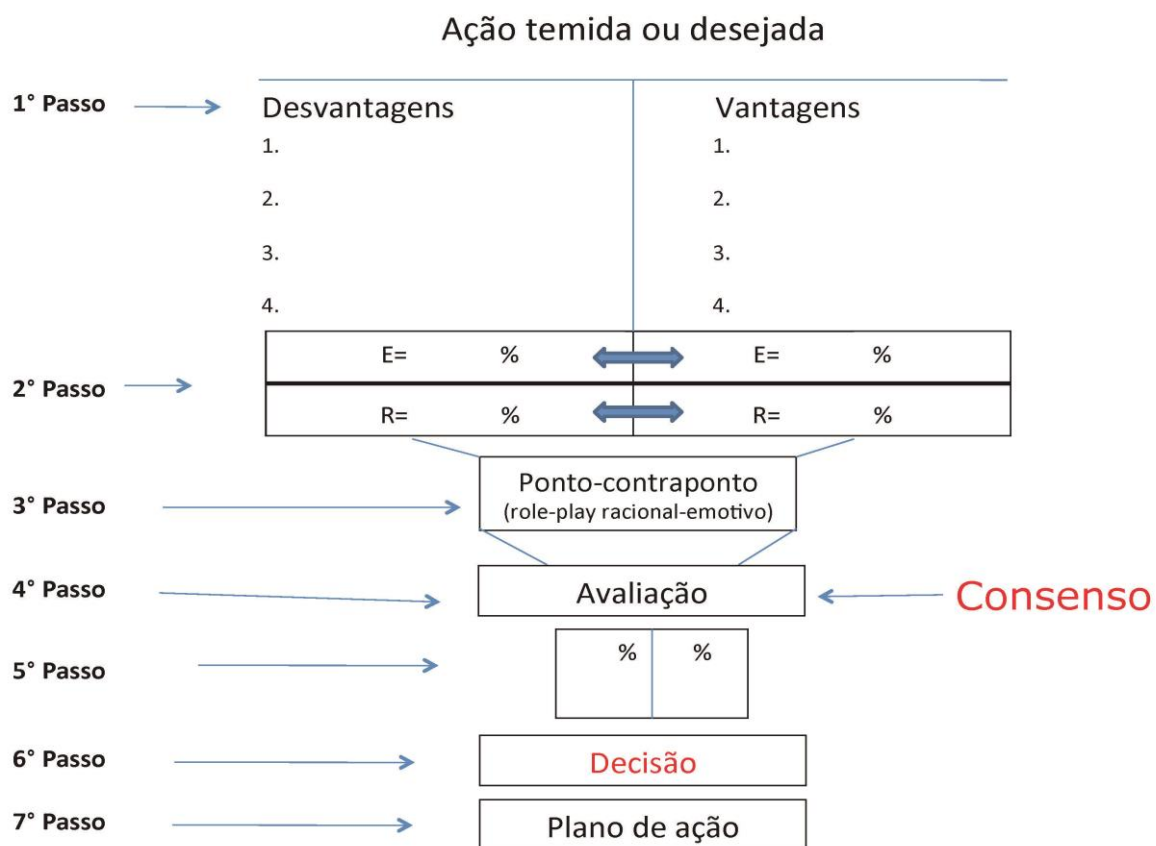 Ação temida ou desejada
1° Passo
Desvantagens
Vantagens
1.
1.
2.
2.
3.
3.
4.
4.
2° Passo
E= %
E= %
R= %
R= %
3° Passo
Ponto-contraponto
(role-play racional-emotivo)
4° Passo
Avaliação
Consenso
5° Passo
% %
6° Passo
Decisão
7° Passo
Plano de ação